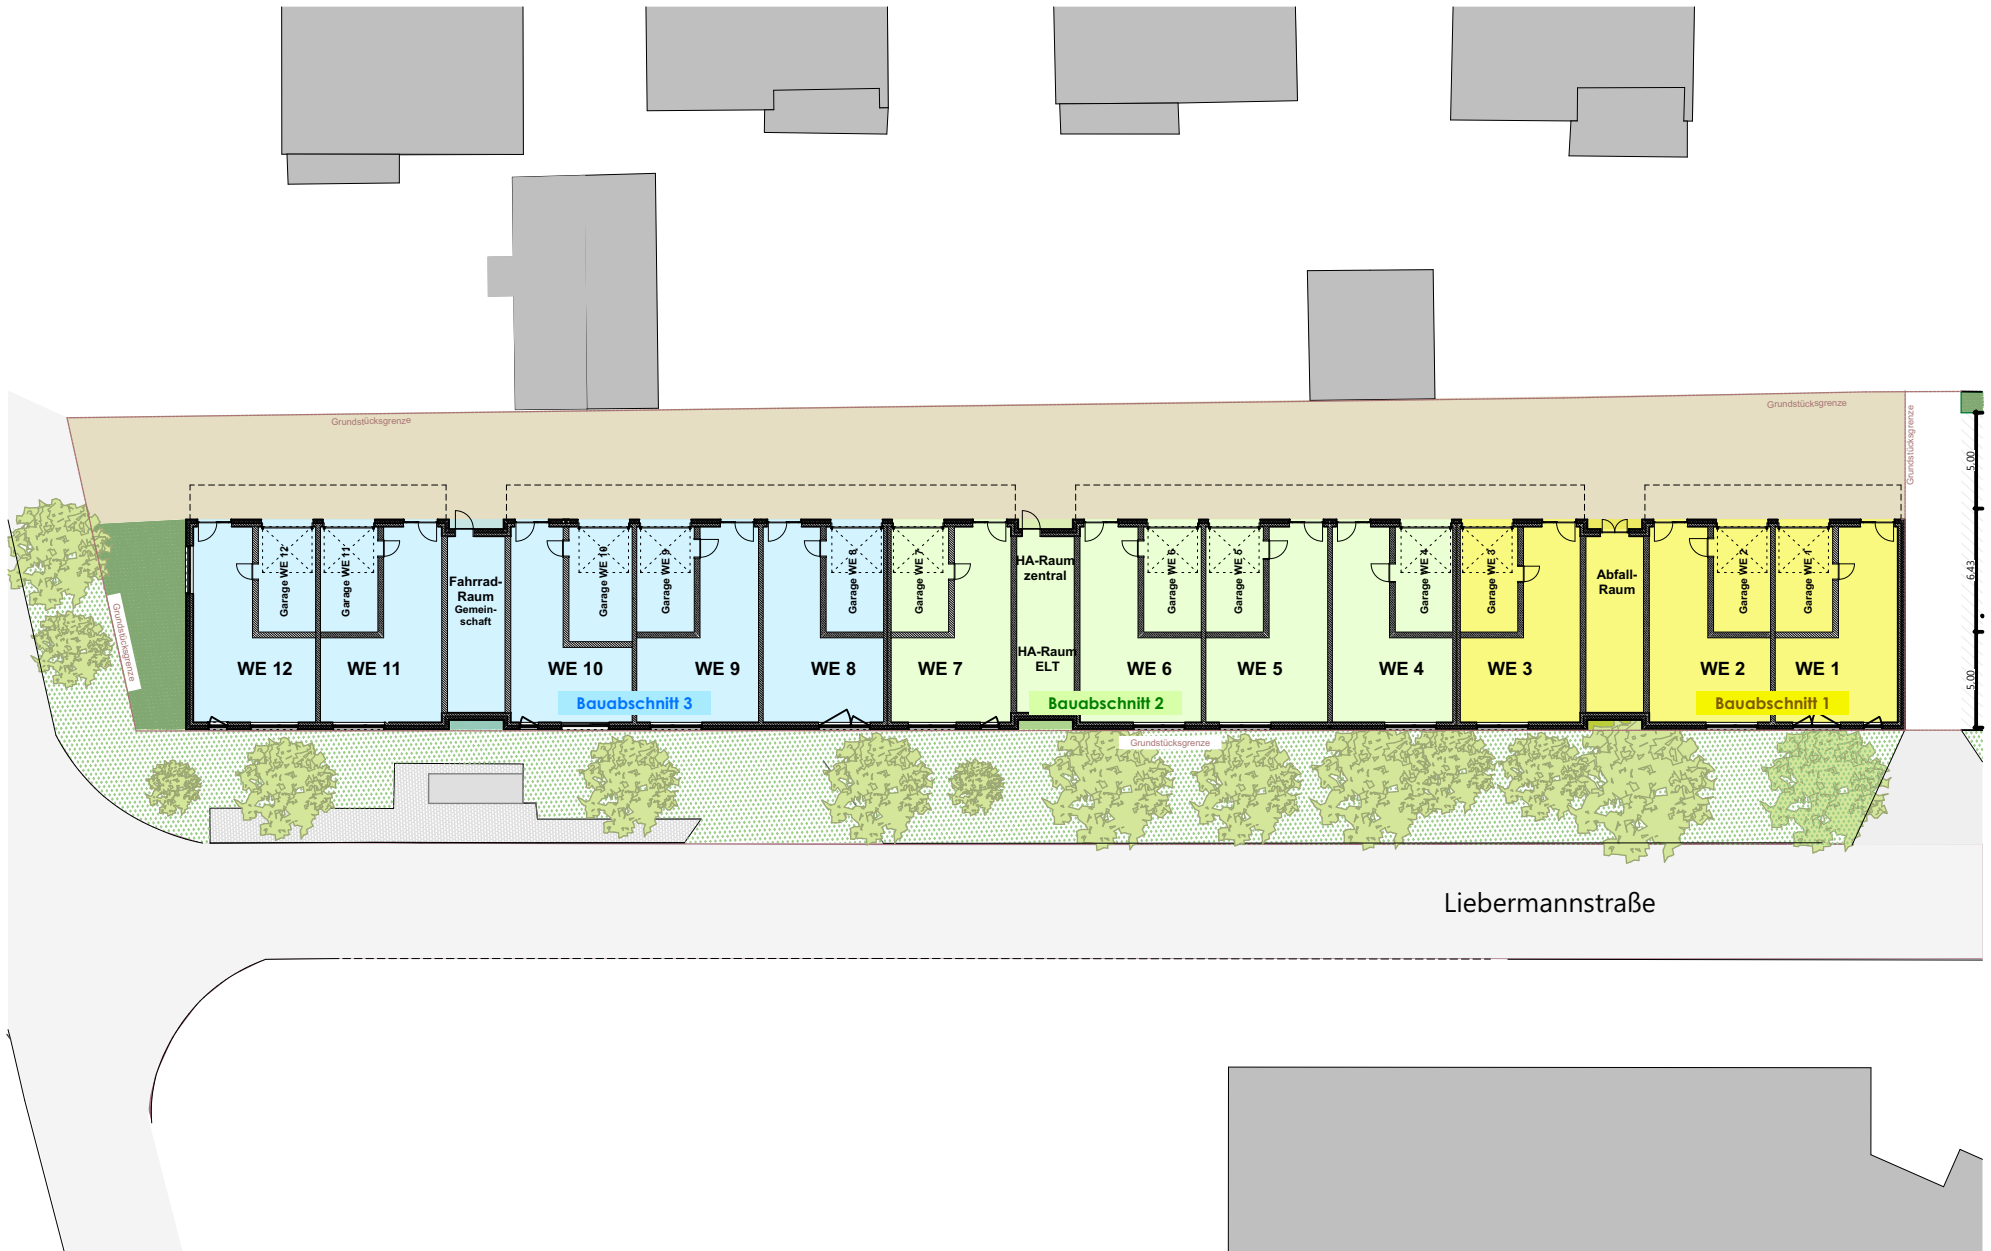 Grundstücksgrenze
Grundstücksgrenze
Grundstücksgrenze
5.00
6.43
5.00
Garage WE 12
Garage WE 11
Garage WE 10
Garage WE 9
Garage WE 8
Garage WE 7
Garage WE 6
Garage WE 5
Garage WE 4
Garage WE 3
Garage WE 2
Garage WE 1
Fahrrad-
Raum
Gemein-
schaft
HA-Raum
zentral
HA-Raum
ELT
Abfall-
Raum
Grundstücksgrenze
WE 12
WE 11
WE 10
WE 9
WE 8
WE 7
WE 6
WE 5
WE 4
WE 3
WE 2
WE 1
Bauabschnitt 3
Bauabschnitt 2
Bauabschnitt 1
Grundstücksgrenze
Liebermannstraße